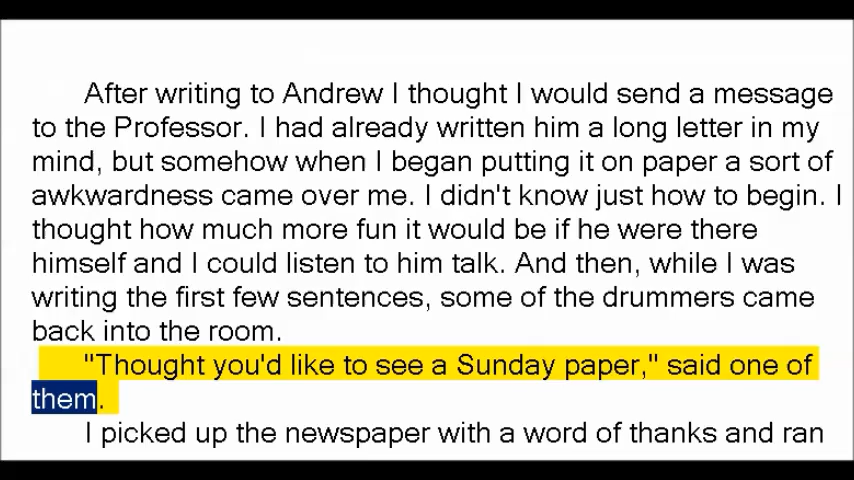 After writing to Andrew I thought I would send a message
to the Professor. I had already written him a long letter in my
mind, but somehow when I began putting it on paper a sort of
awkwardness came over me. I didn't know just how to begin. I
thought how much more fun it would be if he were there
himself and I could listen to him talk. And then, while I was
writing the first few sentences, some of the drummers came
back into the room.
"Thought you'd like to see a Sunday paper," said one of
them.
I picked up the newspaper with a word of thanks and ran